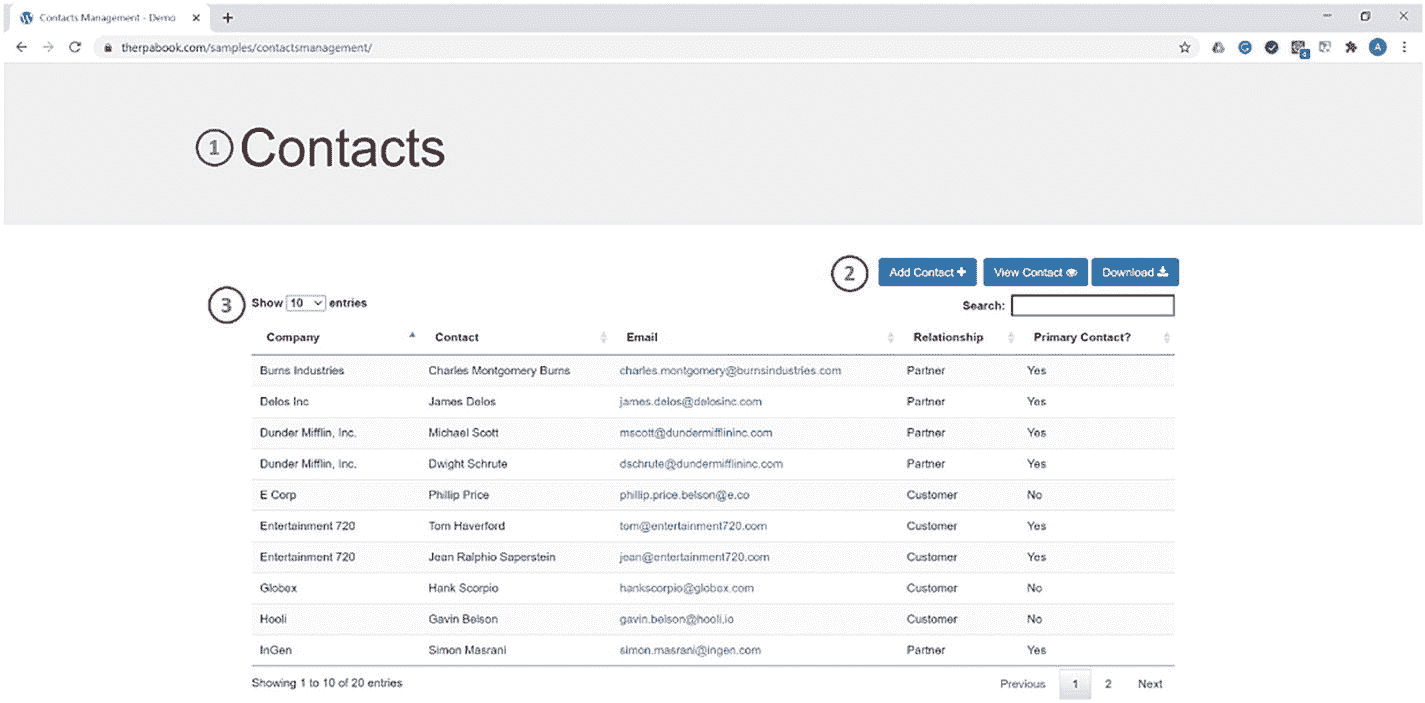 Contacts Management - Demo
therpabook.com/samples/contactsmanagement/
A
1 Contacts
2 Add Contact View Contact Download
3 Show 10 entries Search:
Company Contact Email Relationship Primary Contact?
Burns Industries Charles Montgomery Burns charles.montgomery@burnsindustries.com Partner Yes
Delos Inc James Delos james.delos@delosinc.com Partner Yes
Dunder Mifflin, Inc. Michael Scott mscott@dundermifflininc.com Partner Yes
Dunder Mifflin, Inc. Dwight Schrute dschrute@dundermifflininc.com Partner Yes
E Corp Phillip Price phillip.price.belson@e.co Customer No
Entertainment 720 Tom Haverford tom@entertainment720.com Customer Yes
Entertainment 720 Jean Ralphio Saperstein jean@entertainment720.com Customer Yes
Globex Hank Scorpio hankscorpio@globex.com Customer No
Hooli Gavin Belson gavin.belson@hooli.io Customer No
InGen Simon Masrani simon.masrani@ingen.com Partner Yes
Showing 1 to 10 of 20 entries Previous 1 2 Next